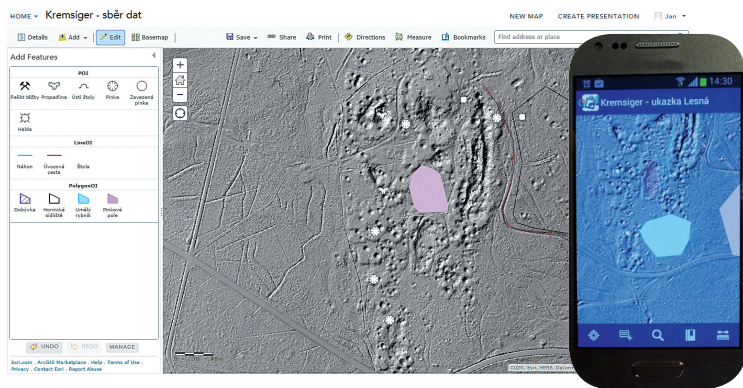 HOME Kremsiger - sběr dat
NEW MAP CREATE PRESENTATION Jan
Details Add Edit Basemap Save Share Print Directions Measure Bookmarks Find address or place
Add Features
POI
Relikt těžby Propadlina Ústí štoly Pinka Zavezená pinka
Halda
LineOI
Náhon Úvozová cesta Štola
PolygonOI
Dobývka Hornické sídliště Umělý rybník Pinkové pole
UNDO REDO MANAGE
Esri.com . ArcGIS Marketplace . Help . Terms of Use .
Privacy . Contact Esri . Report Abuse
CUZK, Esri, HERE,
14:30
Kremsiger - ukazka Lesná